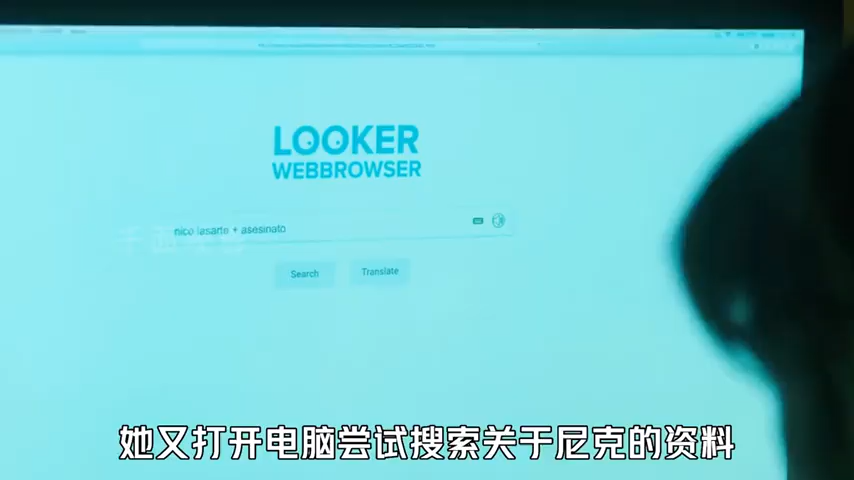 LOOKER
WEBBROWSER
nico lasarte + asesinato
Search
Translate
她又打开电脑尝试搜索关于尼克的资料